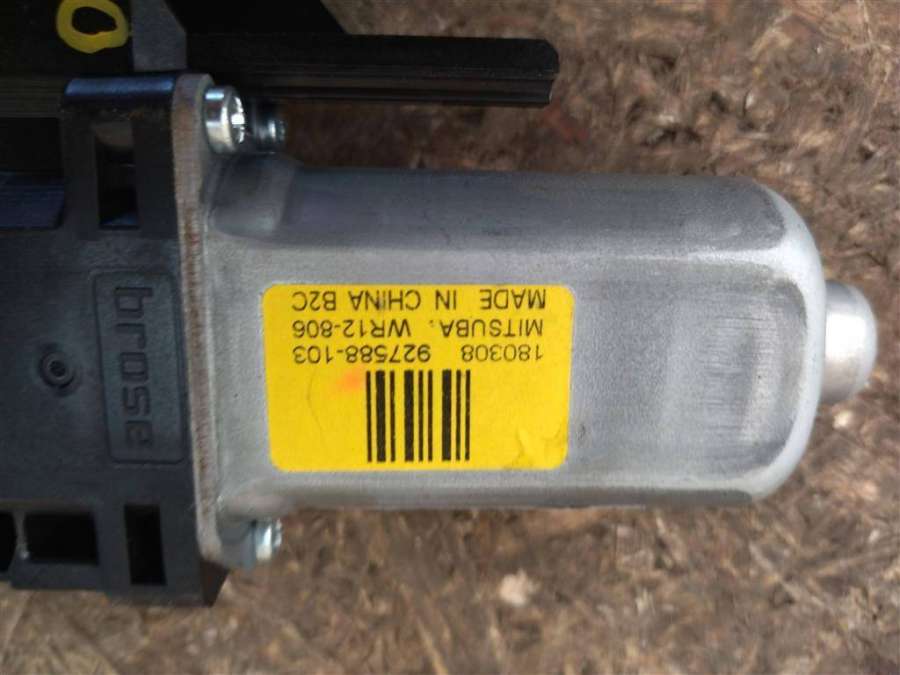 brose
180308 927588-103
MITSUBA. WR12-806
MADE IN CHINA B2C